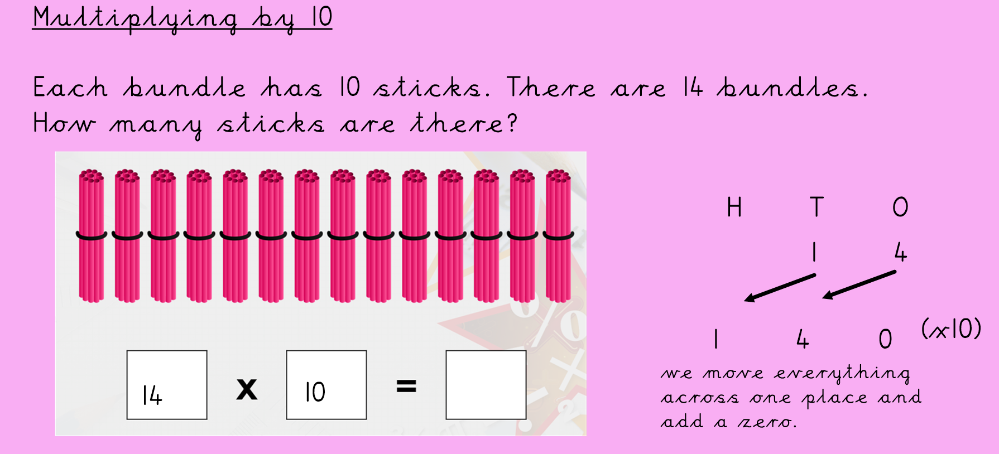 Multiplying by 10
Each bundle has 10 sticks. There are 14 bundles.
How many sticks are there?
H T O
1 4
1 4 0 (x10)
we move everything
across one place and
add a zero.
14 x 10 =